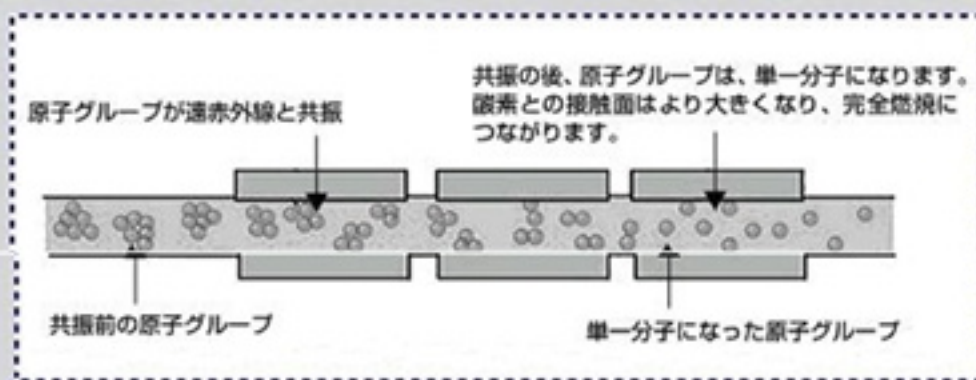 原子グループが遠赤外線と共振
共振の後、原子グループは、単一分子になります。
酸素との接触面はより大きくなり、完全燃焼に
つながります。
共振前の原子グループ
単一分子になった原子グループ